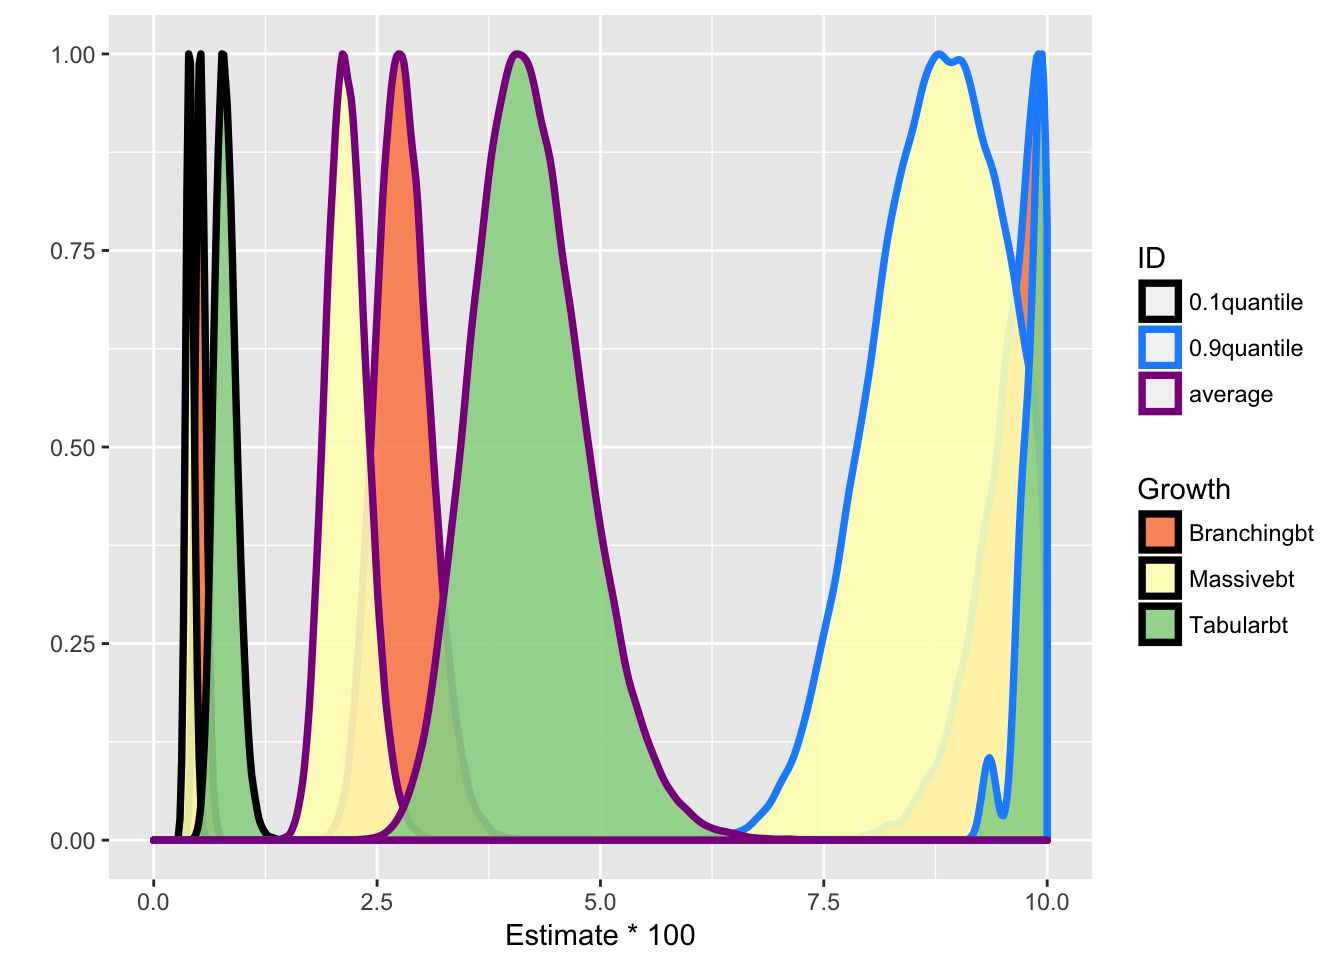 1.00
0.75
0.50
0.25
0.00
0.0 2.5 5.0 7.5 10.0
Estimate * 100
ID
0.1quantile
0.9quantile
average
Growth
Branchingbt
Massivebt
Tabularbt